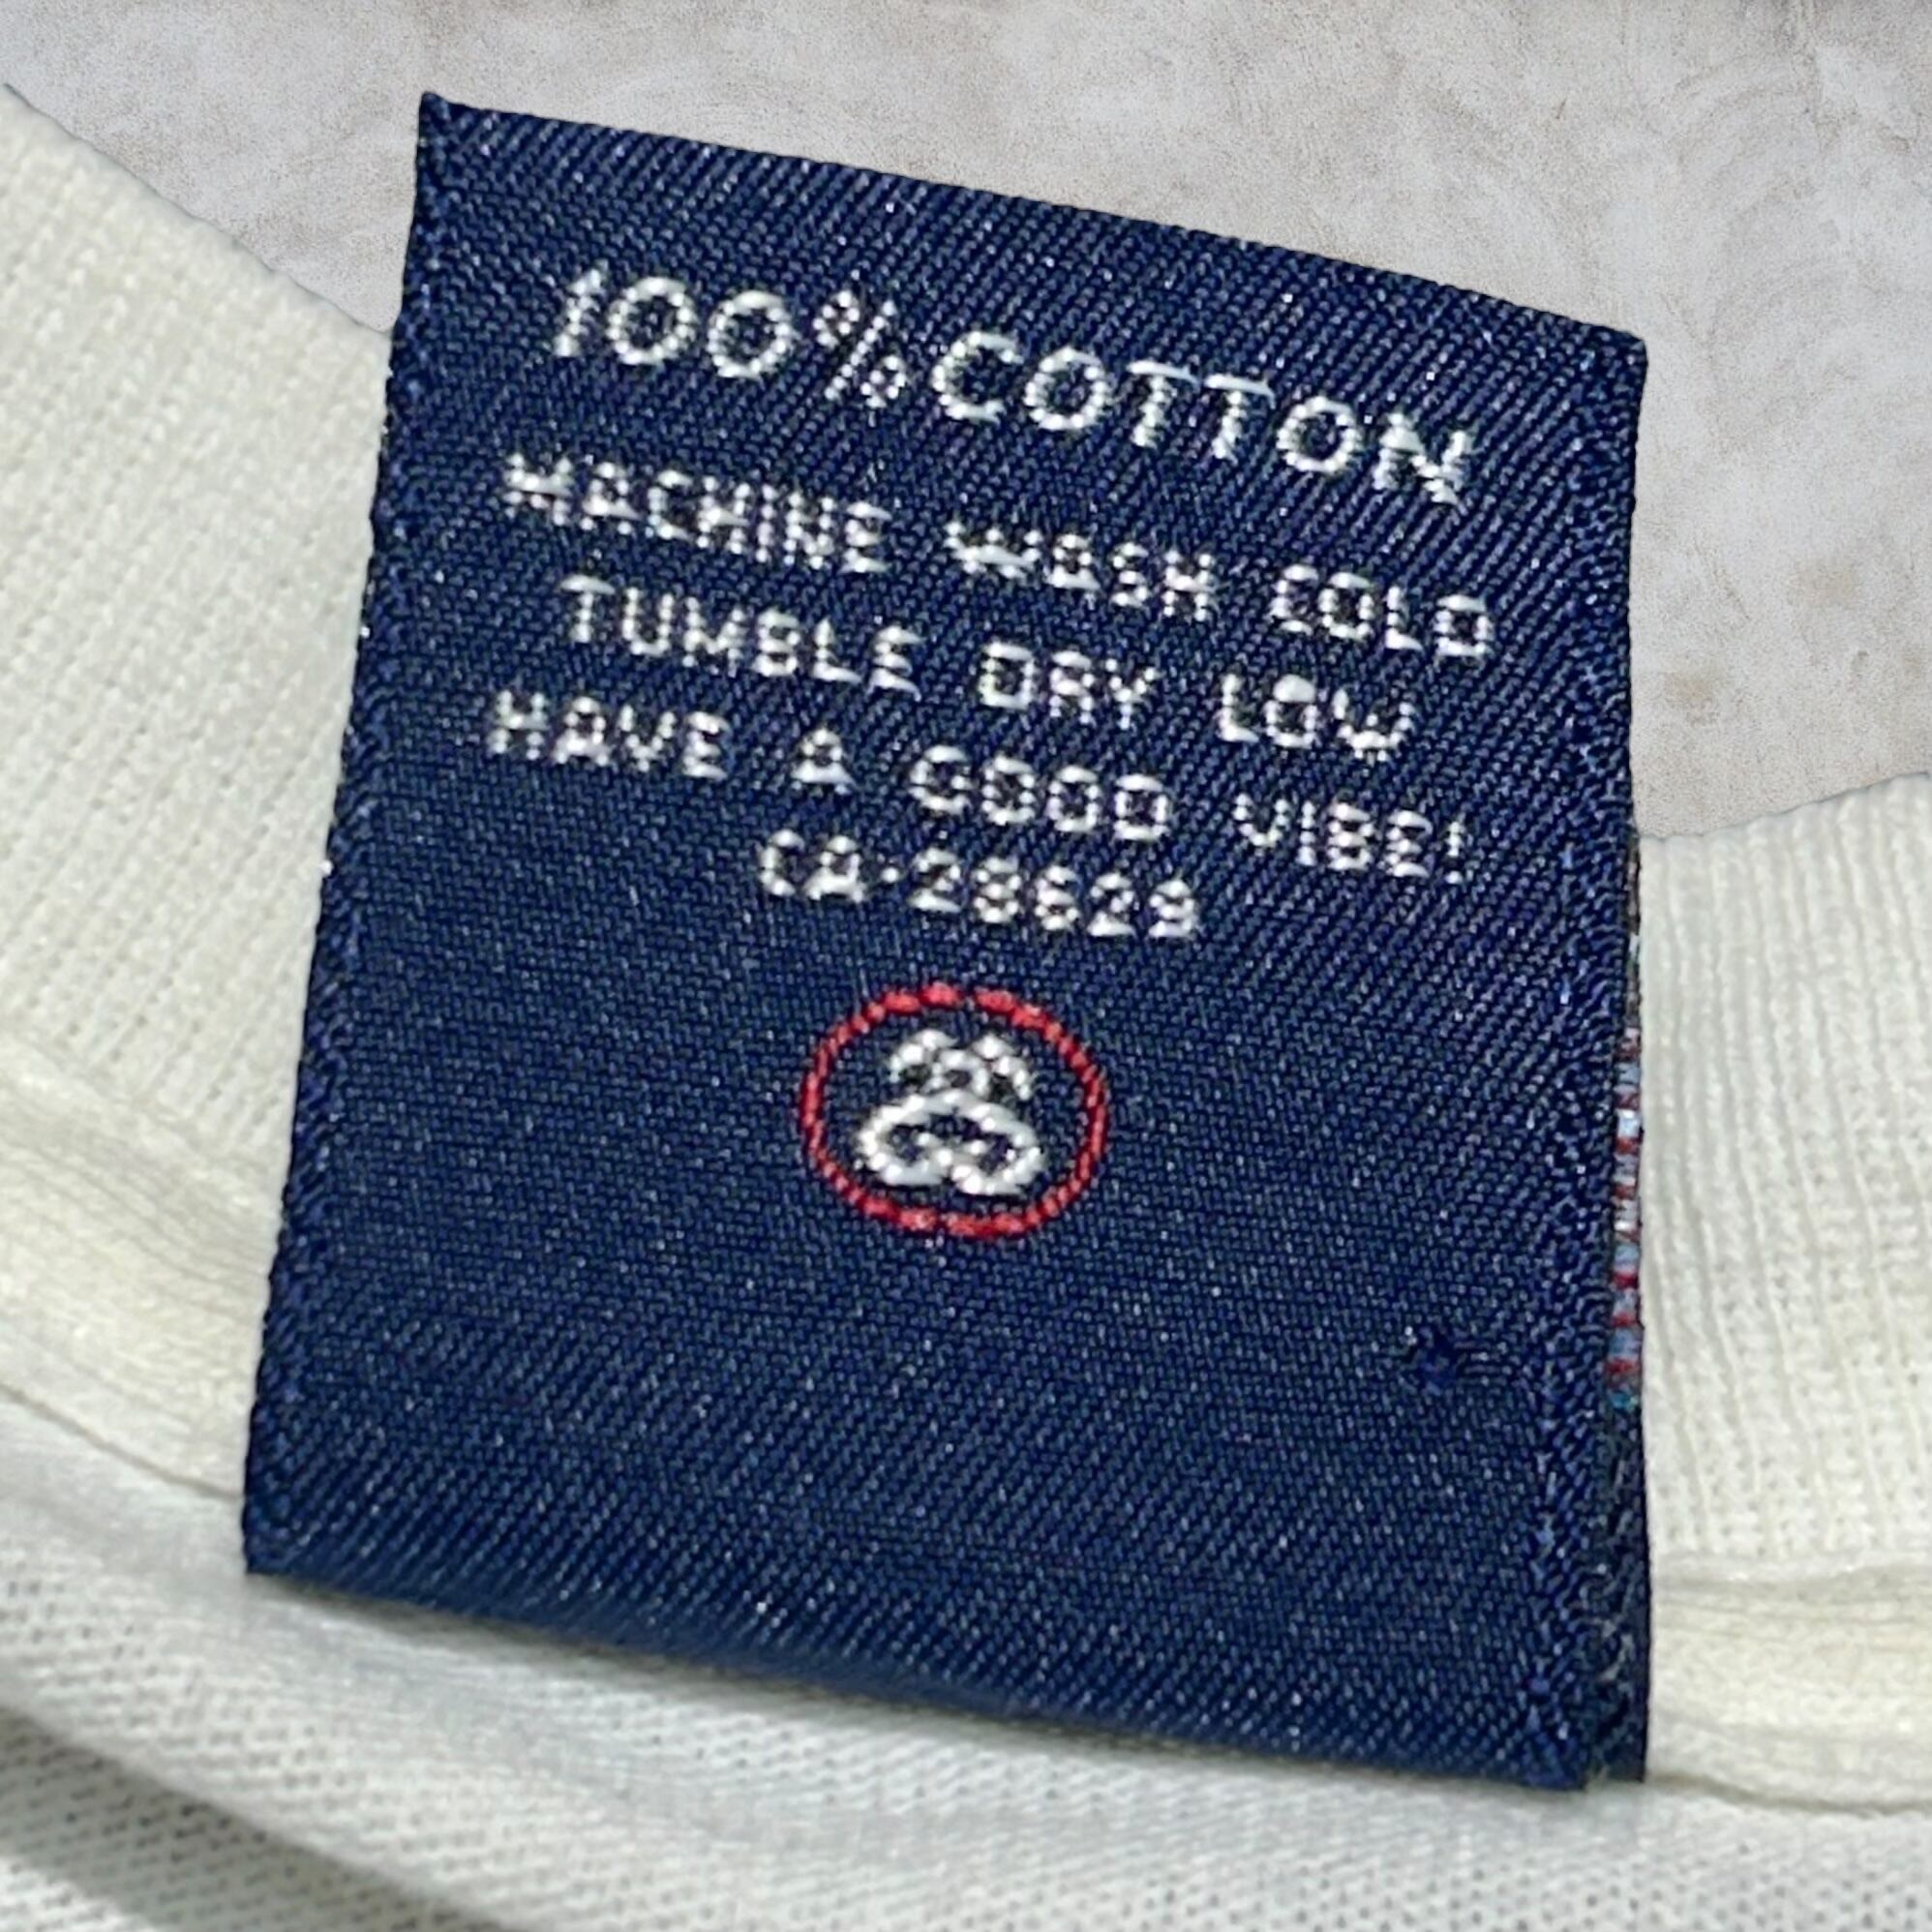 100% COTTON
MACHINE WASH COLD
TUMBLE DRY LOW
HAVE A GOOD VIBE!
CA·28629